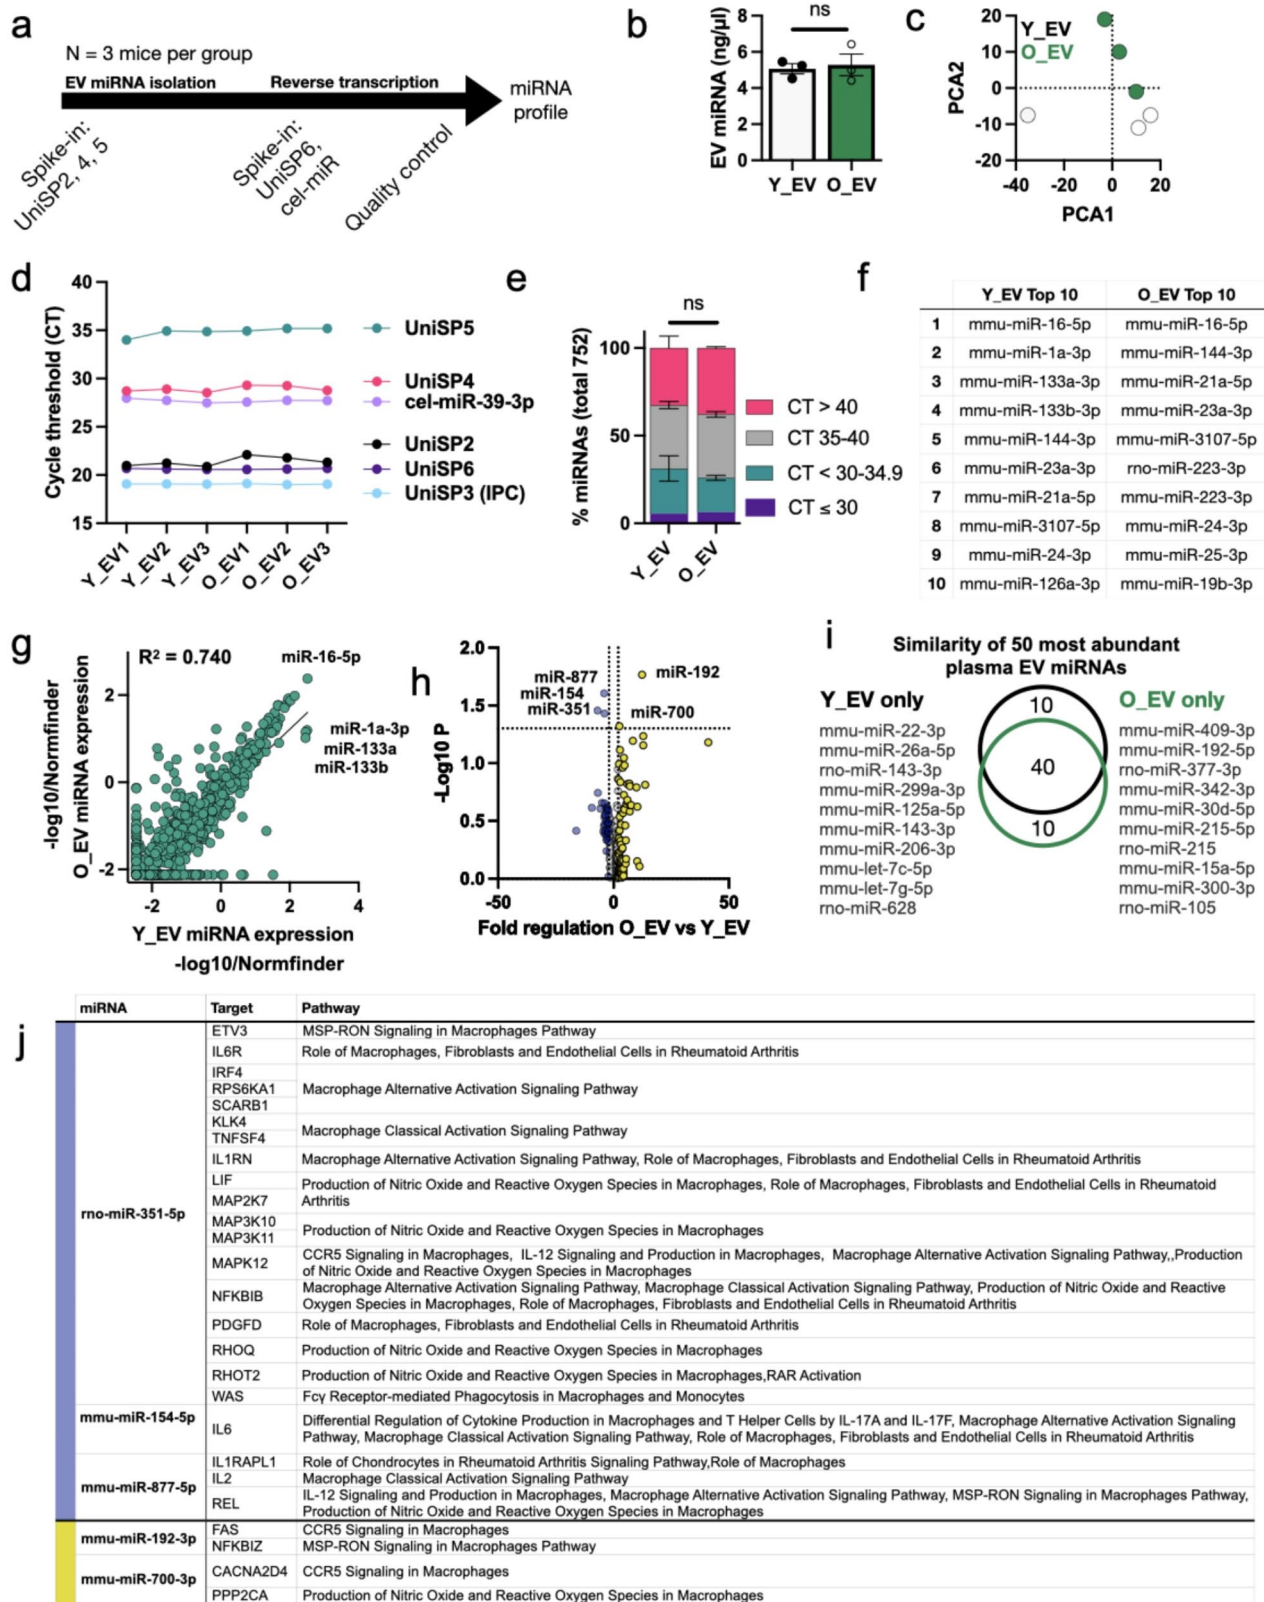 a
N = 3 mice per group
EV miRNA isolation
Reverse transcription
miRNA
profile
Spike-in:
UniSP2, 4, 5
Spike-in:
UniSP6,
cel-miR
Quality control
b
ns
EV miRNA (ng/µl)
8
6
4
2
0
Y_EV
O_EV
c
Y_EV
O_EV
PCA2
20
10
0
-10
-20
-40
-20
0
20
PCA1
d
Cycle threshold (CT)
40
35
30
25
20
15
UniSP5
UniSP4
cel-miR-39-3p
UniSP2
UniSP6
UniSP3 (IPC)
Y_EV1
Y_EV2
Y_EV3
O_EV1
O_EV2
O_EV3
e
ns
% miRNAs (total 752)
100
50
0
CT > 40
CT 35-40
CT < 30-34.9
CT ≤ 30
Y_EV
O_EV
f
Y_EV Top 10 O_EV Top 10
1 mmu-miR-16-5p mmu-miR-16-5p
2 mmu-miR-1a-3p mmu-miR-144-3p
3 mmu-miR-133a-3p mmu-miR-21a-5p
4 mmu-miR-133b-3p mmu-miR-23a-3p
5 mmu-miR-144-3p mmu-miR-3107-5p
6 mmu-miR-23a-3p rno-miR-223-3p
7 mmu-miR-21a-5p mmu-miR-223-3p
8 mmu-miR-3107-5p mmu-miR-24-3p
9 mmu-miR-24-3p mmu-miR-25-3p
10 mmu-miR-126a-3p mmu-miR-19b-3p
g
R² = 0.740
miR-16-5p
miR-1a-3p
miR-133a
miR-133b
-log10/Normfinder
O_EV miRNA expression
2
0
-2
-2
0
2
4
Y_EV miRNA expression
-log10/Normfinder
h
-Log10 P
2.0
1.5
1.0
0.5
0.0
miR-877
miR-154
miR-351
miR-192
miR-700
-50
0
50
Fold regulation O_EV vs Y_EV
i
Similarity of 50 most abundant
plasma EV miRNAs
Y_EV only
mmu-miR-22-3p
mmu-miR-26a-5p
rno-miR-143-3p
mmu-miR-299a-3p
mmu-miR-125a-5p
mmu-miR-143-3p
mmu-miR-206-3p
mmu-let-7c-5p
mmu-let-7g-5p
rno-miR-628
10
40
10
O_EV only
mmu-miR-409-3p
mmu-miR-192-5p
rno-miR-377-3p
mmu-miR-342-3p
mmu-miR-30d-5p
mmu-miR-215-5p
rno-miR-215
mmu-miR-15a-5p
mmu-miR-300-3p
rno-miR-105
j
miRNA Target Pathway
rno-miR-351-5p
ETV3 MSP-RON Signaling in Macrophages Pathway
IL6R Role of Macrophages, Fibroblasts and Endothelial Cells in Rheumatoid Arthritis
IRF4
RPS6KA1 Macrophage Alternative Activation Signaling Pathway
SCARB1
KLK4
TNFSF4
Macrophage Classical Activation Signaling Pathway
IL1RN Macrophage Alternative Activation Signaling Pathway, Role of Macrophages, Fibroblasts and Endothelial Cells in Rheumatoid Arthritis
LIF
MAP2K7
Production of Nitric Oxide and Reactive Oxygen Species in Macrophages, Role of Macrophages, Fibroblasts and Endothelial Cells in Rheumatoid
Arthritis
MAP3K10
MAP3K11
Production of Nitric Oxide and Reactive Oxygen Species in Macrophages
MAPK12
CCR5 Signaling in Macrophages, IL-12 Signaling and Production in Macrophages, Macrophage Alternative Activation Signaling Pathway,,Production
of Nitric Oxide and Reactive Oxygen Species in Macrophages
NFKBIB
Macrophage Alternative Activation Signaling Pathway, Macrophage Classical Activation Signaling Pathway, Production of Nitric Oxide and Reactive
Oxygen Species in Macrophages, Role of Macrophages, Fibroblasts and Endothelial Cells in Rheumatoid Arthritis
PDGFD Role of Macrophages, Fibroblasts and Endothelial Cells in Rheumatoid Arthritis
RHOQ Production of Nitric Oxide and Reactive Oxygen Species in Macrophages
RHOT2 Production of Nitric Oxide and Reactive Oxygen Species in Macrophages,RAR Activation
WAS Fcγ Receptor-mediated Phagocytosis in Macrophages and Monocytes
mmu-miR-154-5p
IL6
Differential Regulation of Cytokine Production in Macrophages and T Helper Cells by IL-17A and IL-17F, Macrophage Alternative Activation Signaling
Pathway, Macrophage Classical Activation Signaling Pathway, Role of Macrophages, Fibroblasts and Endothelial Cells in Rheumatoid Arthritis
mmu-miR-877-5p
IL1RAPL1 Role of Chondrocytes in Rheumatoid Arthritis Signaling Pathway,Role of Macrophages
IL2 Macrophage Classical Activation Signaling Pathway
REL
IL-12 Signaling and Production in Macrophages, Macrophage Alternative Activation Signaling Pathway, MSP-RON Signaling in Macrophages Pathway,
Production of Nitric Oxide and Reactive Oxygen Species in Macrophages
mmu-miR-192-3p
FAS CCR5 Signaling in Macrophages
NFKBIZ MSP-RON Signaling in Macrophages Pathway
mmu-miR-700-3p
CACNA2D4 CCR5 Signaling in Macrophages
PPP2CA Production of Nitric Oxide and Reactive Oxygen Species in Macrophages